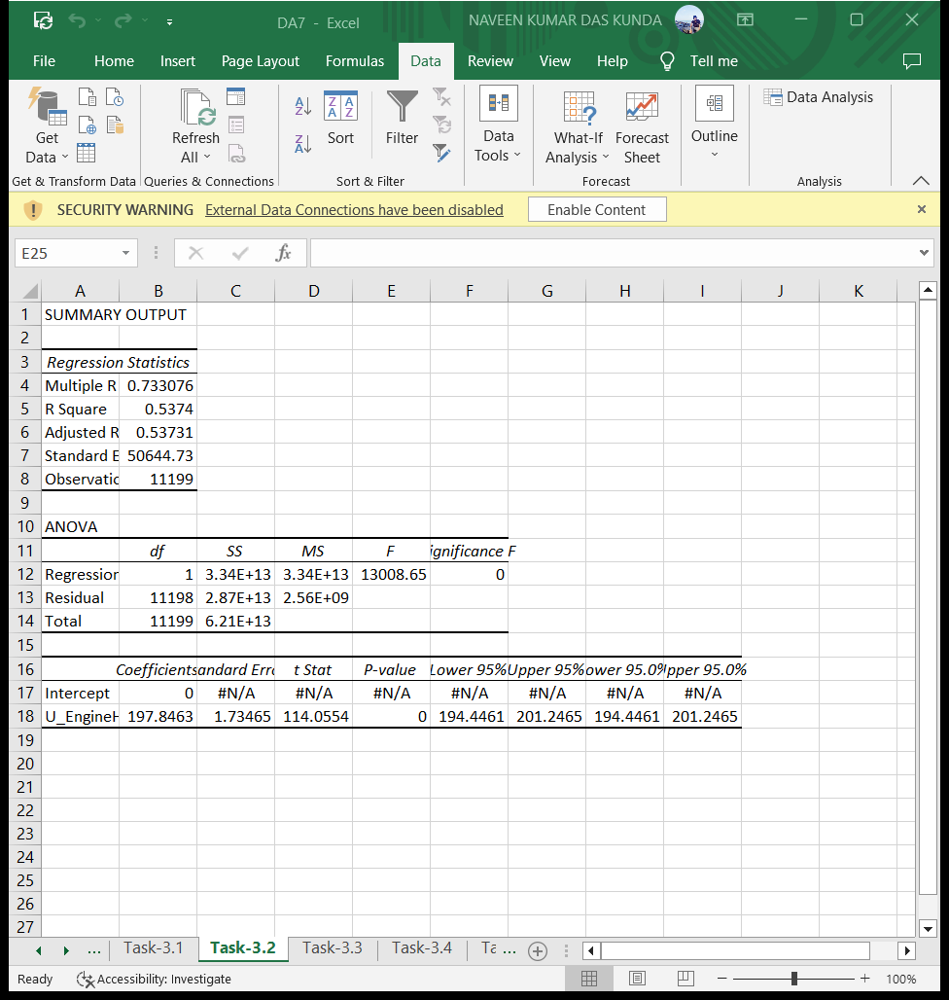 DA7 - Excel NAVEEN KUMAR DAS KUNDA
File Home Insert Page Layout Formulas Data Review View Help Tell me
Get Data
Refresh All
Sort
Filter
Data Tools
What-If Analysis
Forecast Sheet
Outline
Data Analysis
Get & Transform Data Queries & Connections Sort & Filter Forecast Analysis
SECURITY WARNING External Data Connections have been disabled Enable Content
E25 fx
A B C D E F G H I J K
1 SUMMARY OUTPUT
2
3 Regression Statistics
4 Multiple R 0.733076
5 R Square 0.5374
6 Adjusted R 0.53731
7 Standard E 50644.73
8 Observatic 11199
9
10 ANOVA
11 df SS MS F ignificance F
12 Regression 1 3.34E+13 3.34E+13 13008.65 0
13 Residual 11198 2.87E+13 2.56E+09
14 Total 11199 6.21E+13
15
16 Coefficients andard Erro t Stat P-value Lower 95% Upper 95% ower 95.0% pper 95.0%
17 Intercept 0 #N/A #N/A #N/A #N/A #N/A #N/A #N/A
18 U_EngineH 197.8463 1.73465 114.0554 0 194.4461 201.2465 194.4461 201.2465
19
20
21
22
23
24
25
26
27
... Task-3.1 Task-3.2 Task-3.3 Task-3.4 Ta ...
Ready Accessibility: Investigate 100%